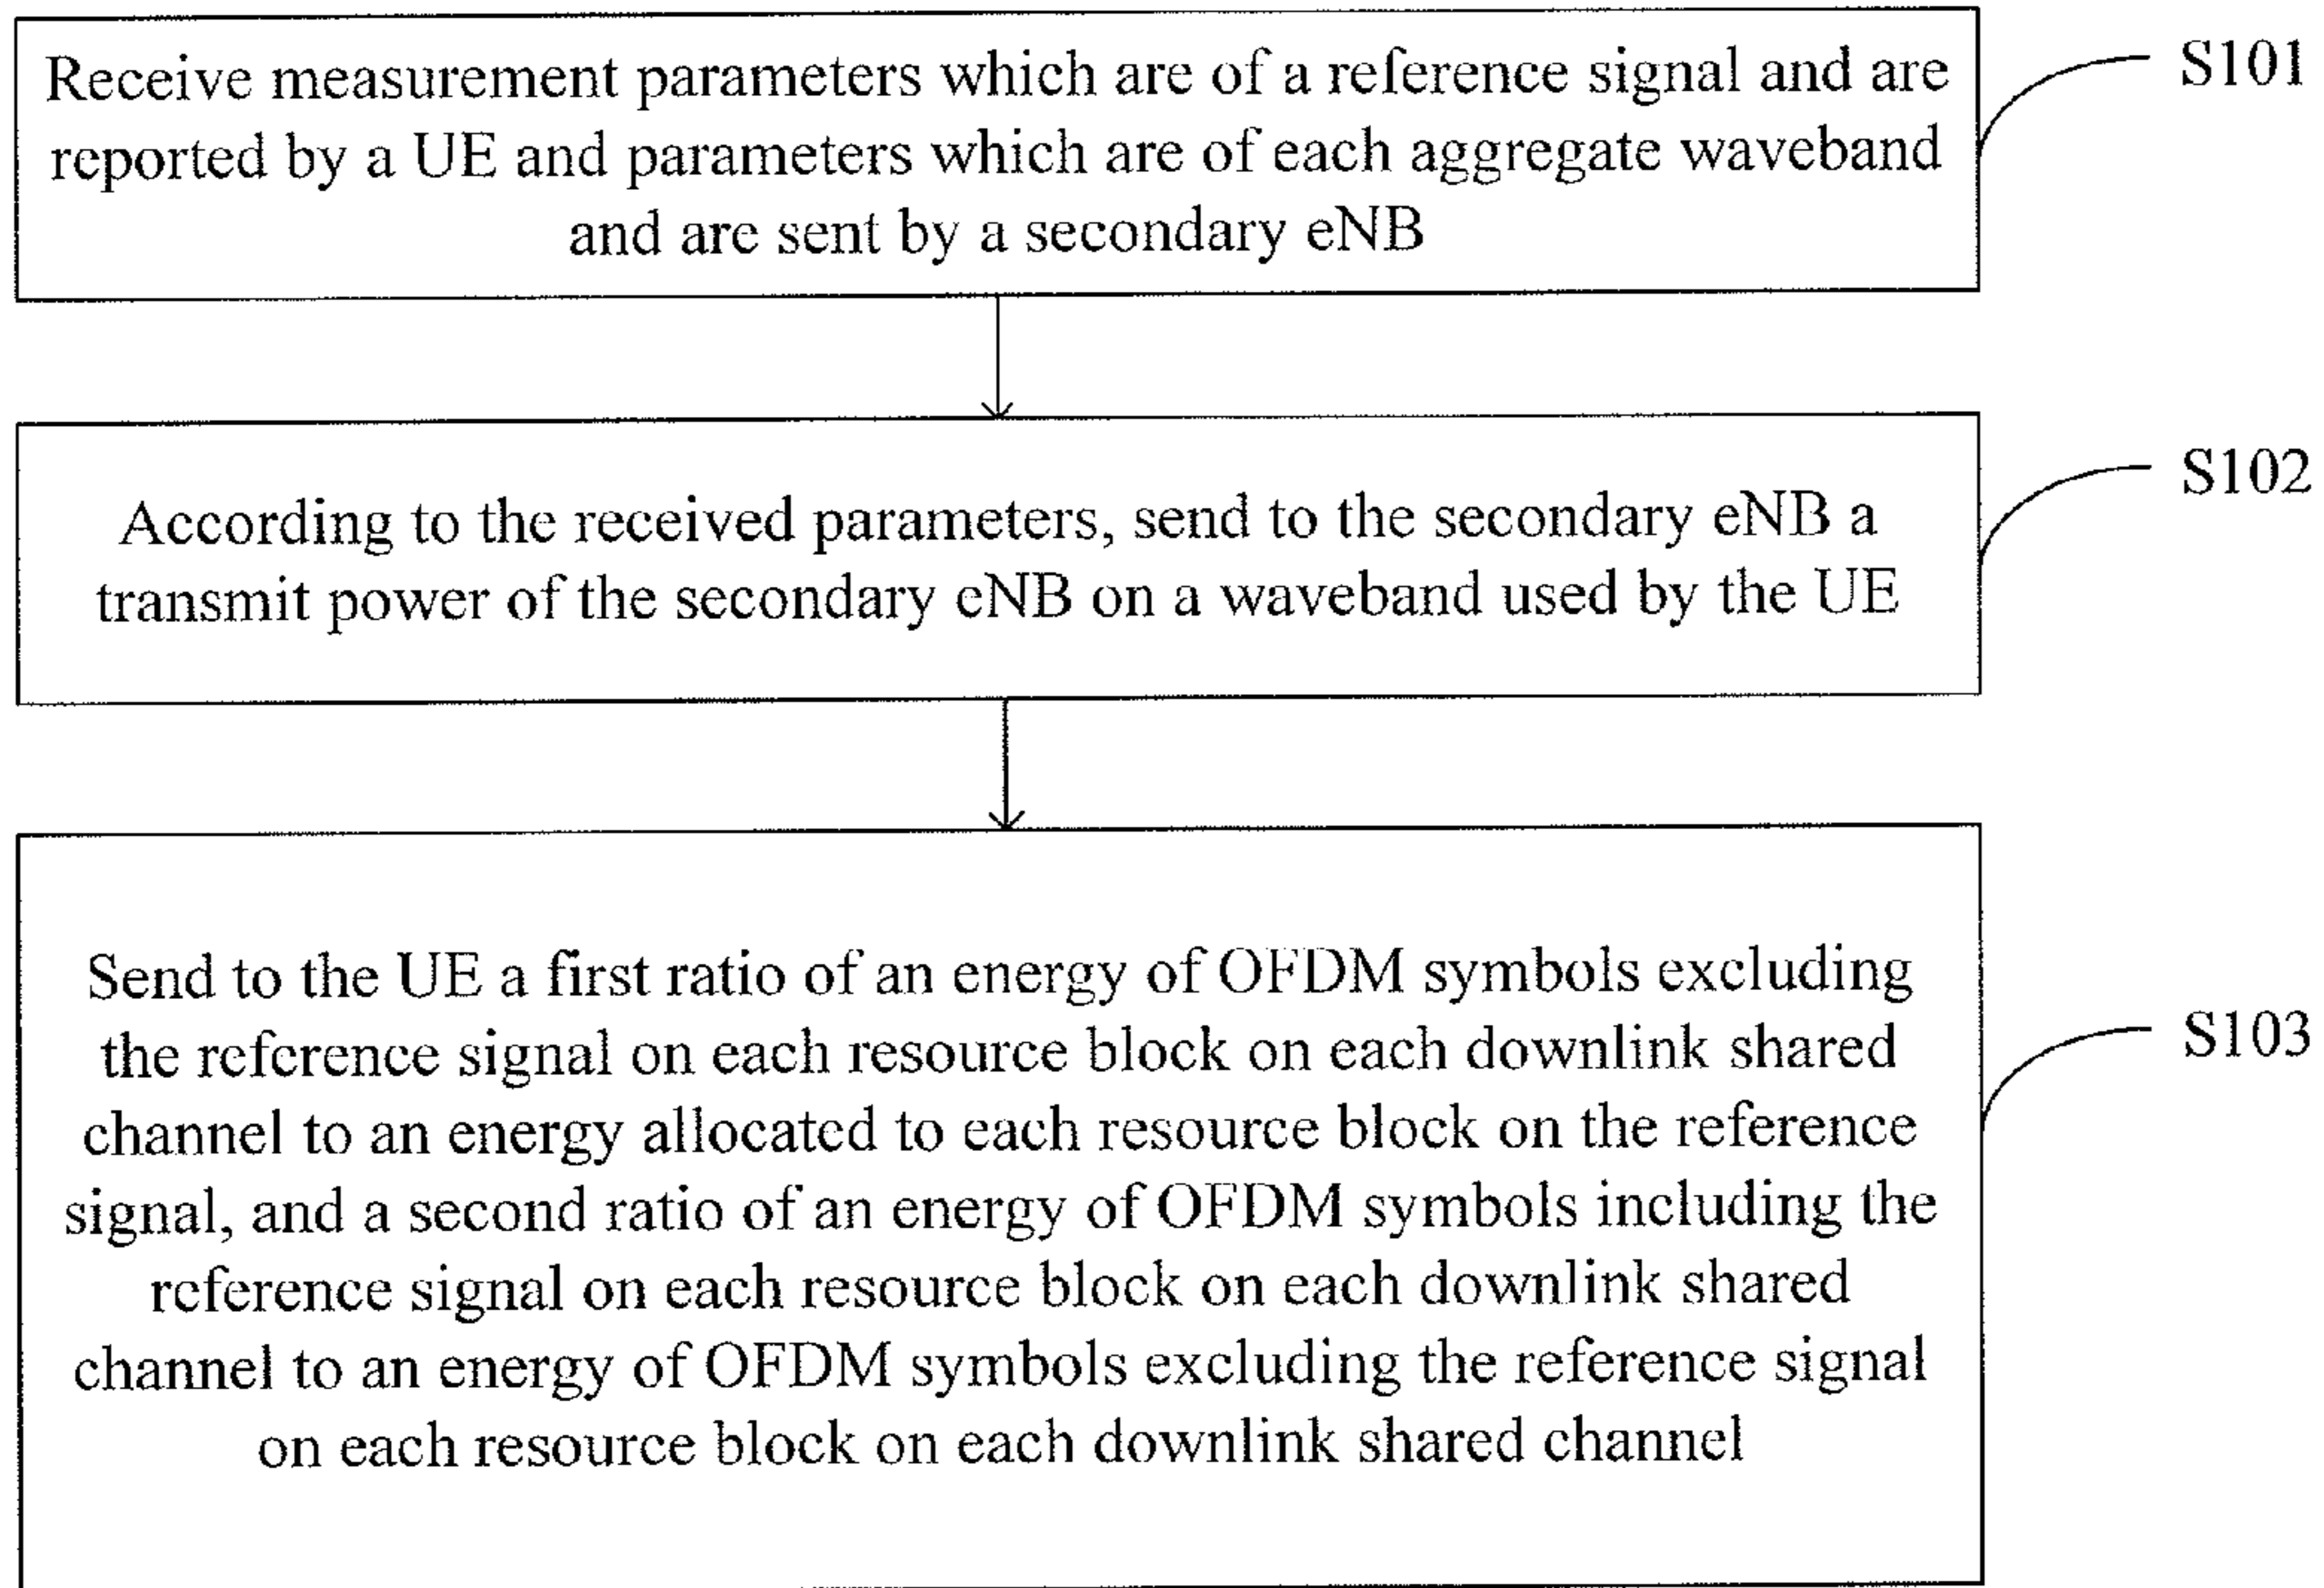 Receive measurement parameters which are of a reference signal and are
reported by a UE and parameters which are of each aggregate waveband
and are sent by a secondary eNB
S101
According to the received parameters, send to the secondary eNB a
transmit power of the secondary eNB on a waveband used by the UE
S102
Send to the UE a first ratio of an energy of OFDM symbols excluding
the reference signal on each resource block on each downlink shared
channel to an energy allocated to each resource block on the reference
signal, and a second ratio of an energy of OFDM symbols including the
reference signal on each resource block on each downlink shared
channel to an energy of OFDM symbols excluding the reference signal
on each resource block on each downlink shared channel
S103